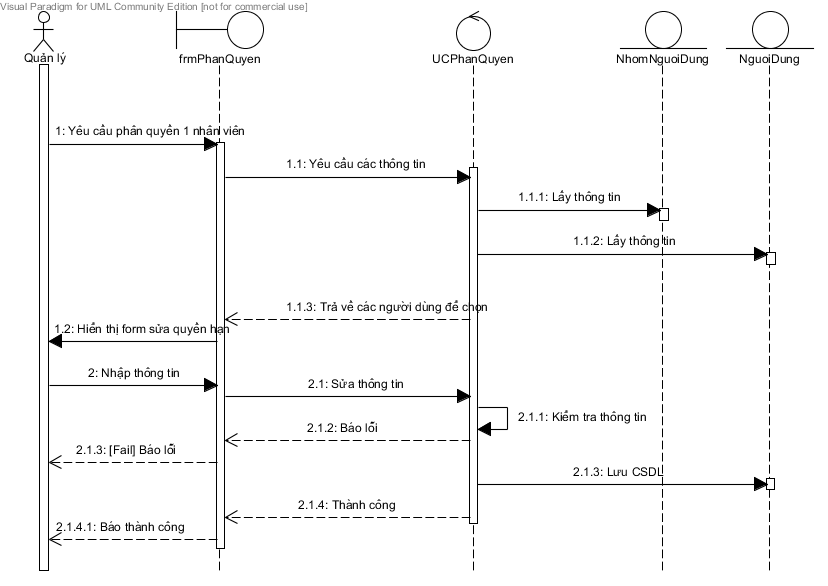 Visual Paradigm for UML Community Edition [not for commercial use]
Quản lý
frmPhanQuyen
UCPhanQuyen
NhomNguoiDung
NguoiDung
1: Yêu cầu phân quyền 1 nhân viên
1.1: Yêu cầu các thông tin
1.1.1: Lấy thông tin
1.1.2: Lấy thông tin
1.1.3: Trả về các người dùng để chọn
1.2: Hiển thị form sửa quyền hạn
2: Nhập thông tin
2.1: Sửa thông tin
2.1.1: Kiểm tra thông tin
2.1.2: Báo lỗi
2.1.3: [Fail] Báo lỗi
2.1.3: Lưu CSDL
2.1.4: Thành công
2.1.4.1: Báo thành công